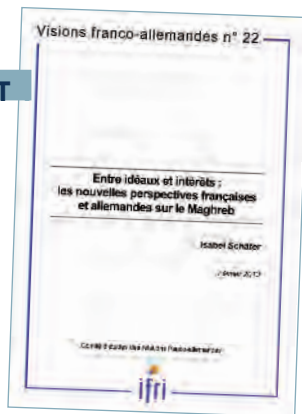 Visions franco-allemandes n° 22
T
Entre idéaux et intérêts :
les nouvelles perspectives françaises
et allemandes sur le Maghreb
Isabel Schäfer
ifri